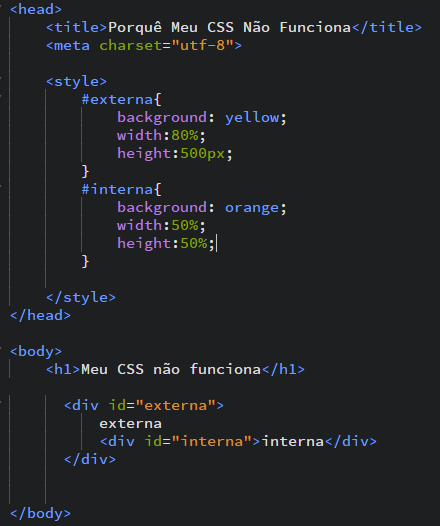 <head>
<title>Porquê Meu CSS Não Funciona</title>
<meta charset="utf-8">
<style>
#externa{
background: yellow;
width:80%;
height:500px;
}
#interna{
background: orange;
width:50%;
height:50%;
}
</style>
</head>
<body>
<h1>Meu CSS não funciona</h1>
<div id="externa">
externa
<div id="interna">interna</div>
</div>
</body>